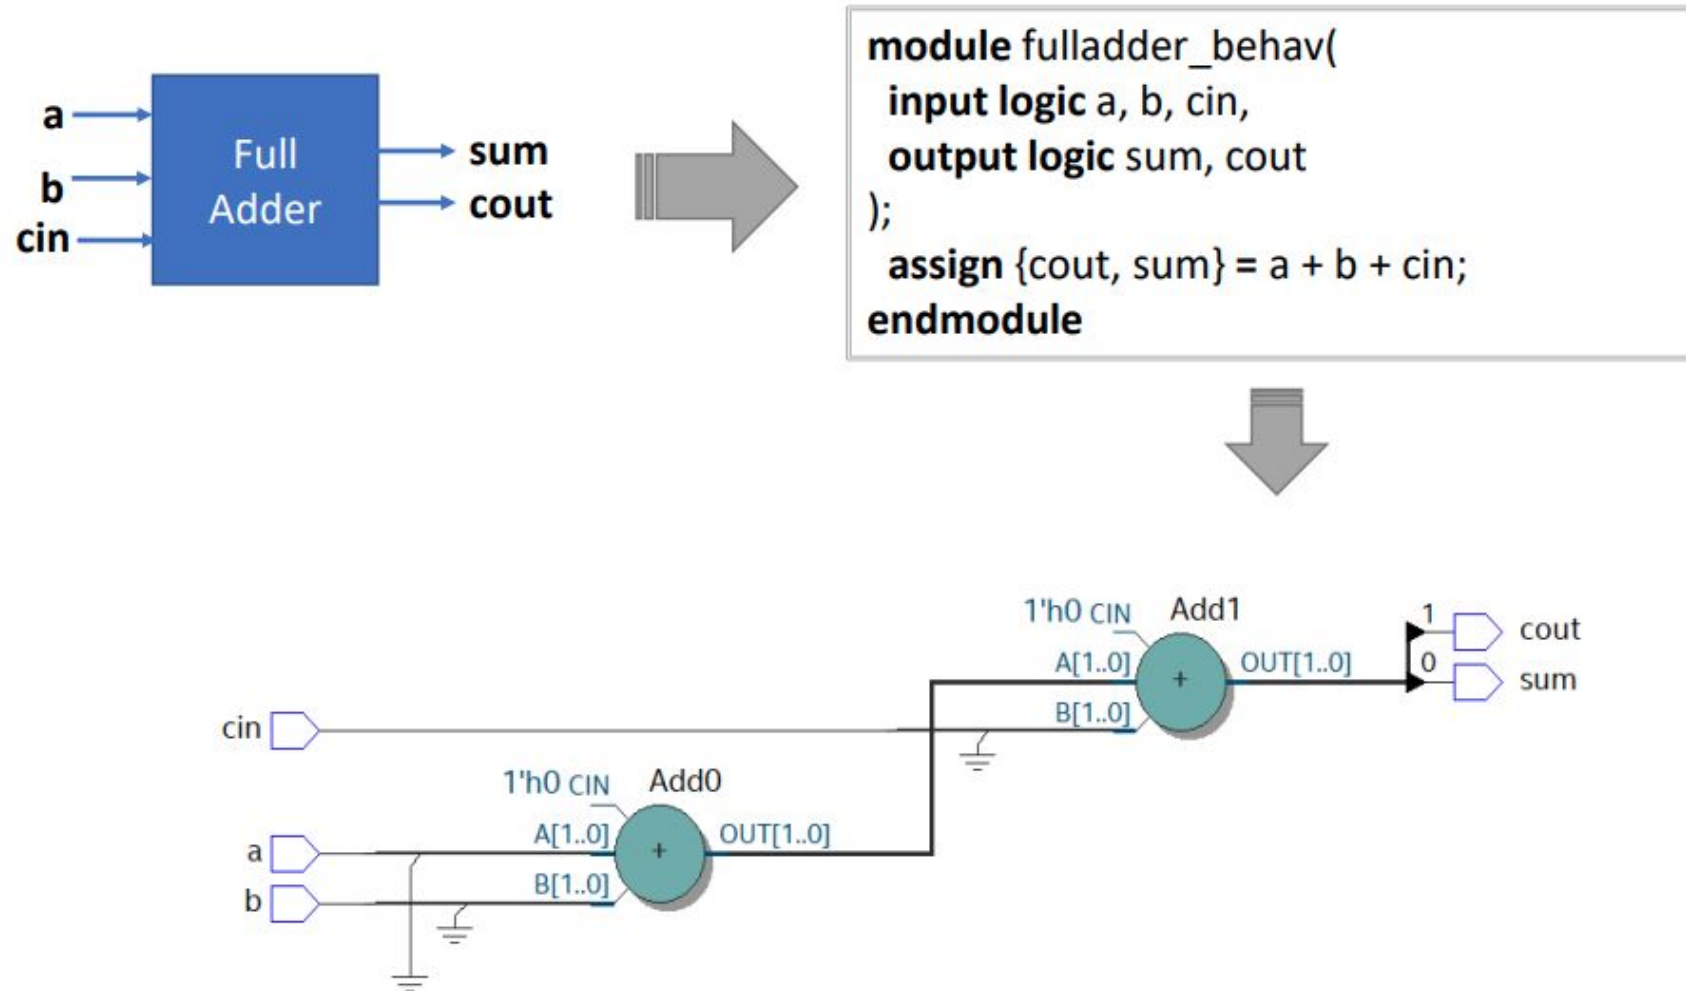 a
b
cin
Full
Adder
sum
cout
module fulladder_behav(
input logic a, b, cin,
output logic sum, cout
);
assign {cout, sum} = a + b + cin;
endmodule
1'h0 CIN Add1
A[1..0] + OUT[1..0]
B[1..0]
1 cout
0 sum
cin
1'h0 CIN Add0
a A[1..0] + OUT[1..0]
b B[1..0]